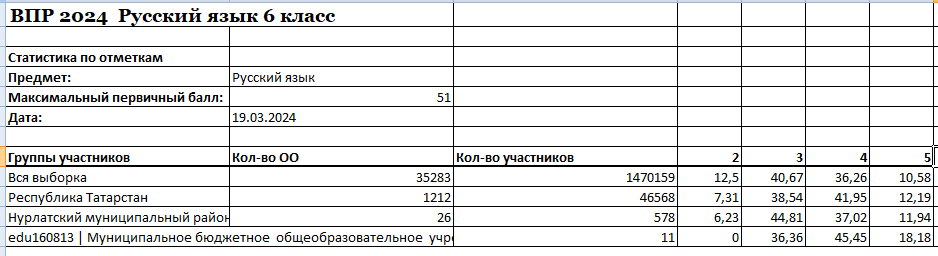 ВПР 2024 Русский язык 6 класс
Статистика по отметкам
Предмет: Русский язык
Максимальный первичный балл: 51
Дата: 19.03.2024
Группы участников Кол-во ОО Кол-во участников 2 3 4 5
Вся выборка 35283 1470159 12,5 40,67 36,26 10,58
Республика Татарстан 1212 46568 7,31 38,54 41,95 12,19
Нурлатский муниципальный район 26 578 6,23 44,81 37,02 11,94
edu160813 | Муниципальное бюджетное общеобразовательное учре 11 0 36,36 45,45 18,18